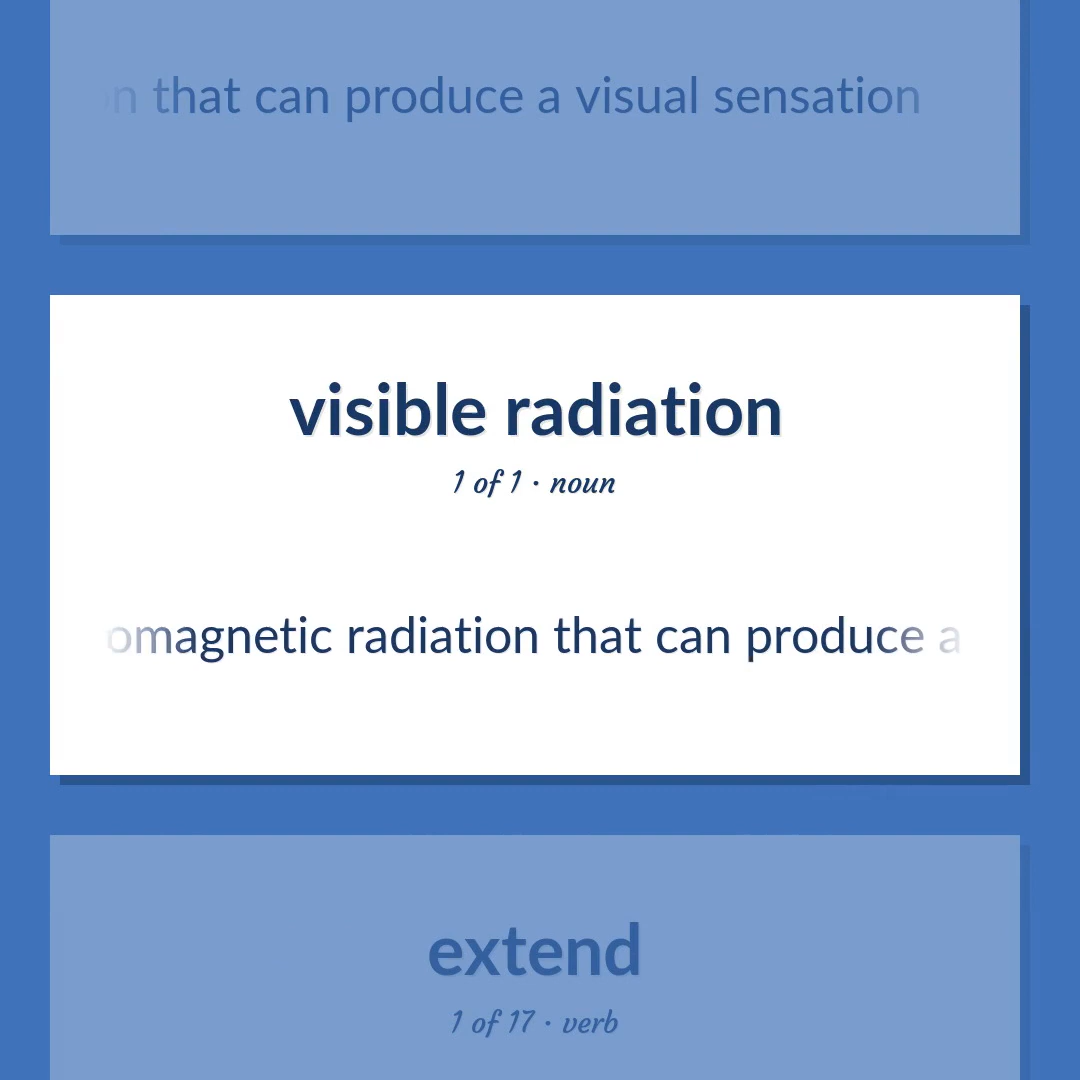 that can produce a visual sensation
visible radiation
1 of 1 · noun
omagnetic radiation that can produce a
extend
1 of 17 · verb